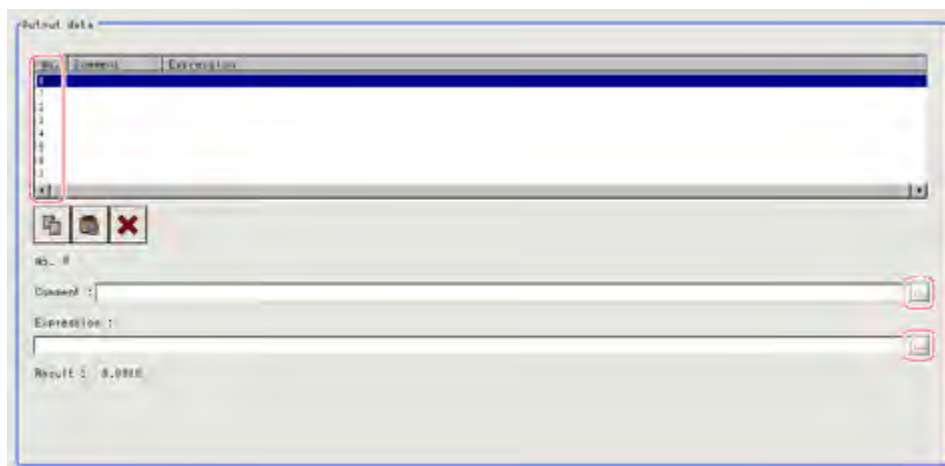 Output data
No. Comment Expression
0
1
2
3
4
5
6
7
No. 0
Comment :
...
Expression :
...
Result : 0.0000